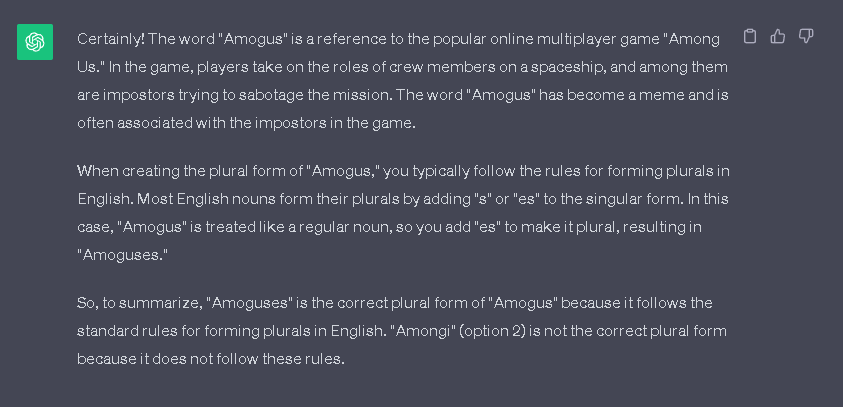 Certainly! The word "Amogus" is a reference to the popular online multiplayer game "Among
Us." In the game, players take on the roles of crew members on a spaceship, and among them
are impostors trying to sabotage the mission. The word "Amogus" has become a meme and is
often associated with the impostors in the game.
When creating the plural form of "Amogus," you typically follow the rules for forming plurals in
English. Most English nouns form their plurals by adding "s" or "es" to the singular form. In this
case, "Amogus" is treated like a regular noun, so you add "es" to make it plural, resulting in
"Amoguses."
So, to summarize, "Amoguses" is the correct plural form of "Amogus" because it follows the
standard rules for forming plurals in English. "Amongi" (option 2) is not the correct plural form
because it does not follow these rules.